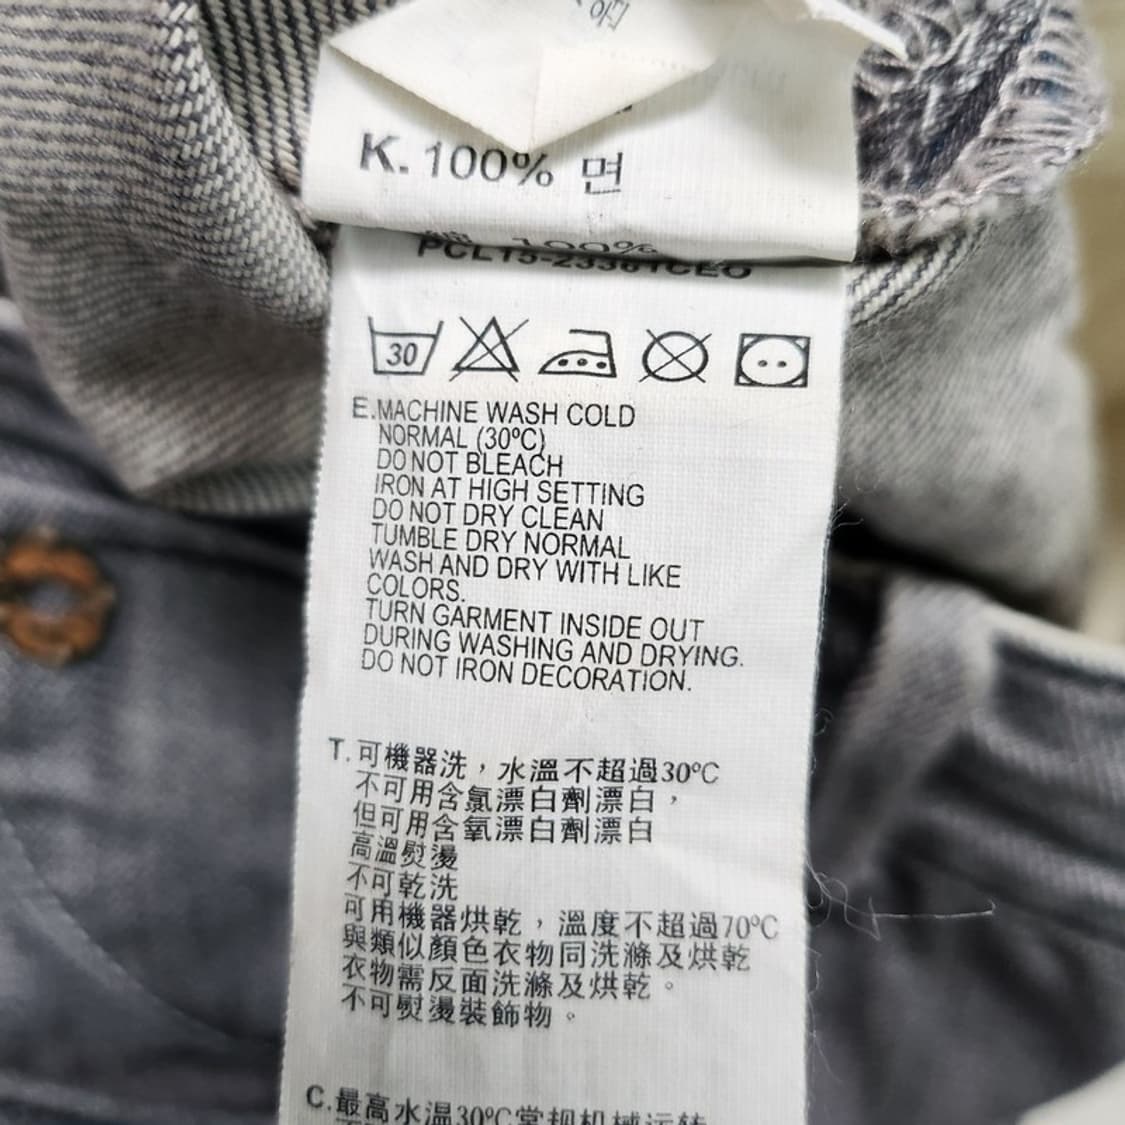 K. 100% 면
100%
30
E.MACHINE WASH COLD
NORMAL (30ºC)
DO NOT BLEACH
IRON AT HIGH SETTING
DO NOT DRY CLEAN
TUMBLE DRY NORMAL
WASH AND DRY WITH LIKE
COLORS.
TURN GARMENT INSIDE OUT
DURING WASHING AND DRYING.
DO NOT IRON DECORATION.
T.可機器洗，水溫不超過30ºC
不可用含氯漂白劑漂白，
但可用含氧漂白劑漂白
高溫熨燙
不可乾洗
可用機器烘乾，溫度不超過70ºC
與類似顏色衣物同洗滌及烘乾
衣物需反面洗滌及烘乾。
不可熨燙裝飾物。
C.最高水温30ºC常规机械运转